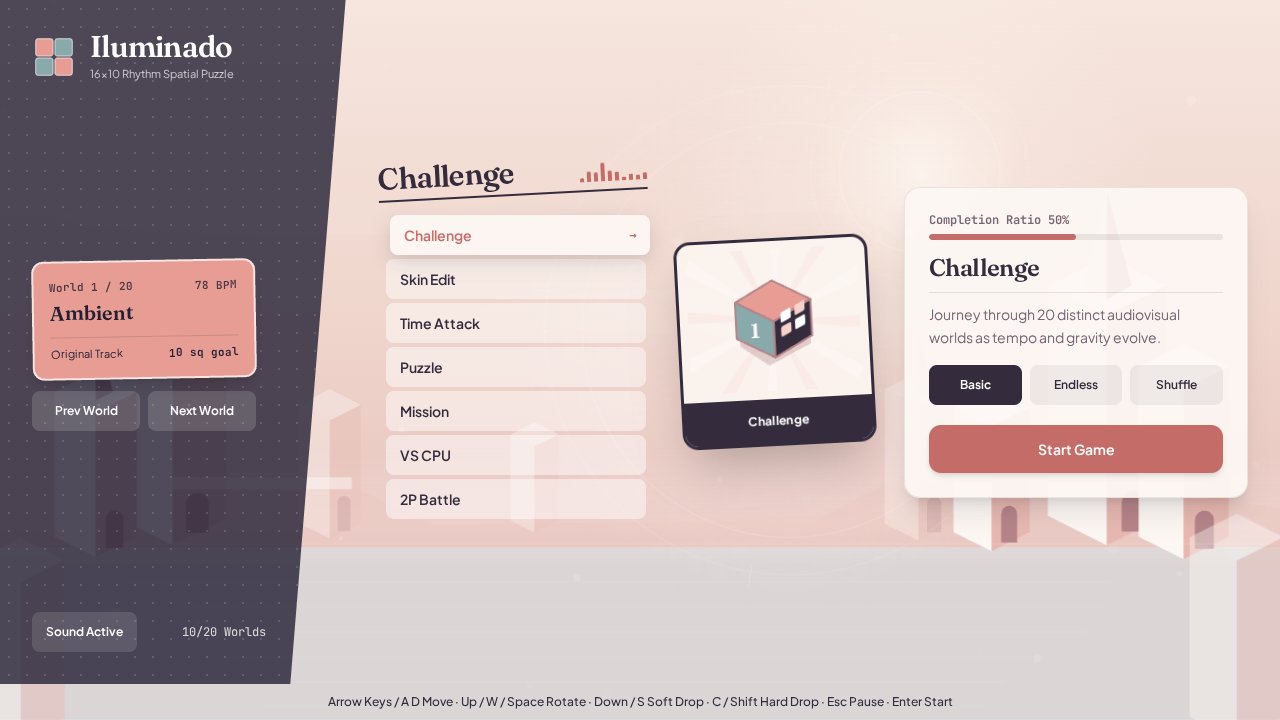 Iluminado
16×10 Rhythm Spatial Puzzle
World 1 / 20
78 BPM
Ambient
Original Track
10 sq goal
Prev World
Next World
Sound Active
10/20 Worlds
Challenge
Challenge →
Skin Edit
Time Attack
Puzzle
Mission
VS CPU
2P Battle
1
Challenge
Completion Ratio 50%
Challenge
Journey through 20 distinct audiovisual
worlds as tempo and gravity evolve.
Basic
Endless
Shuffle
Start Game
Arrow Keys / A D Move · Up / W / Space Rotate · Down / S Soft Drop · C / Shift Hard Drop · Esc Pause · Enter Start